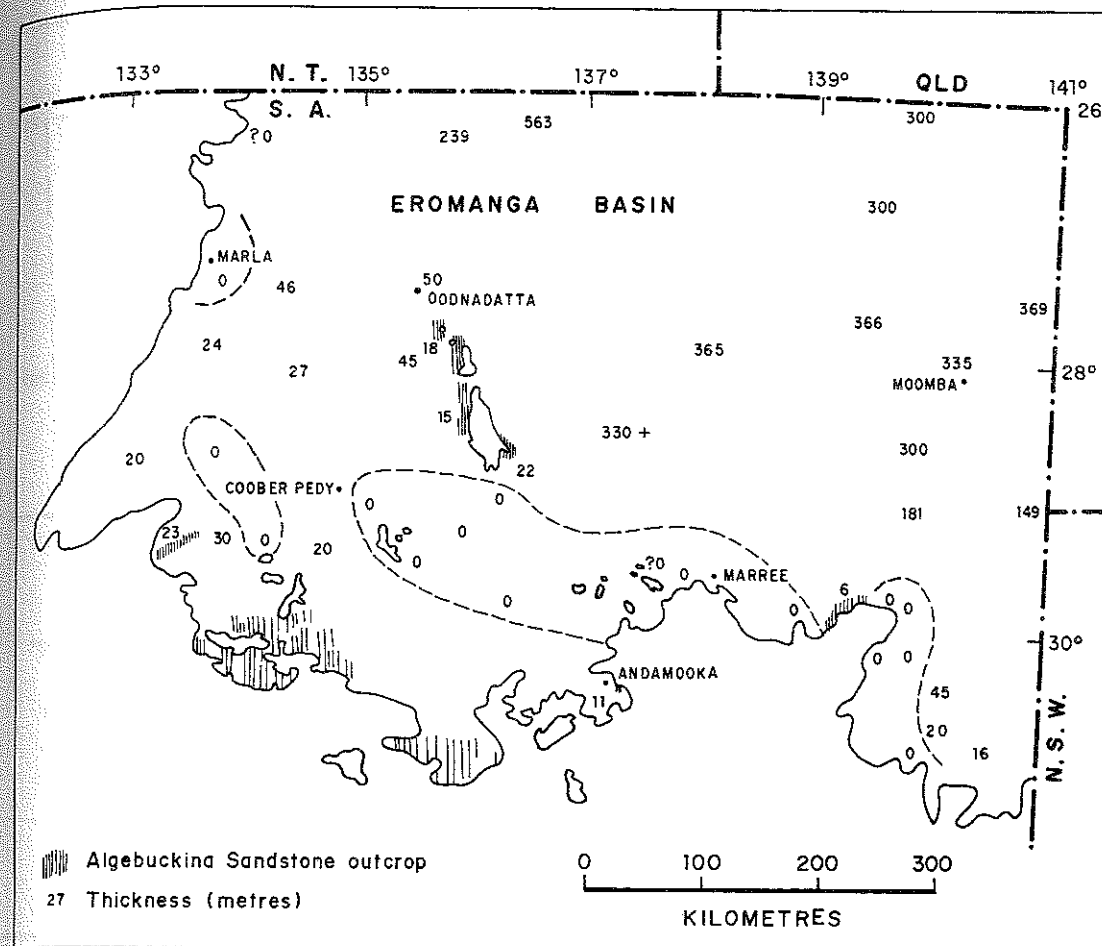 133° N. T. 135° 137° 139° QLD 141°
S. A. 26
?0 239 563 300
EROMANGA BASIN 300
MARLA
0 46 50
OODNADATTA
24 18 45 365 366 369
27 335
MOOMBA 28°
15 330 +
0 20 22 300
COOBER PEDY 0 0
23 30 0 20 0 181 149
0 ?0 0 MARREE 6 0 0
0 0 30°
ANDAMOOKA 0 0
11 45
20
0 16
N. S. W.
Algebuckina Sandstone outcrop
27 Thickness (metres)
0 100 200 300
KILOMETRES